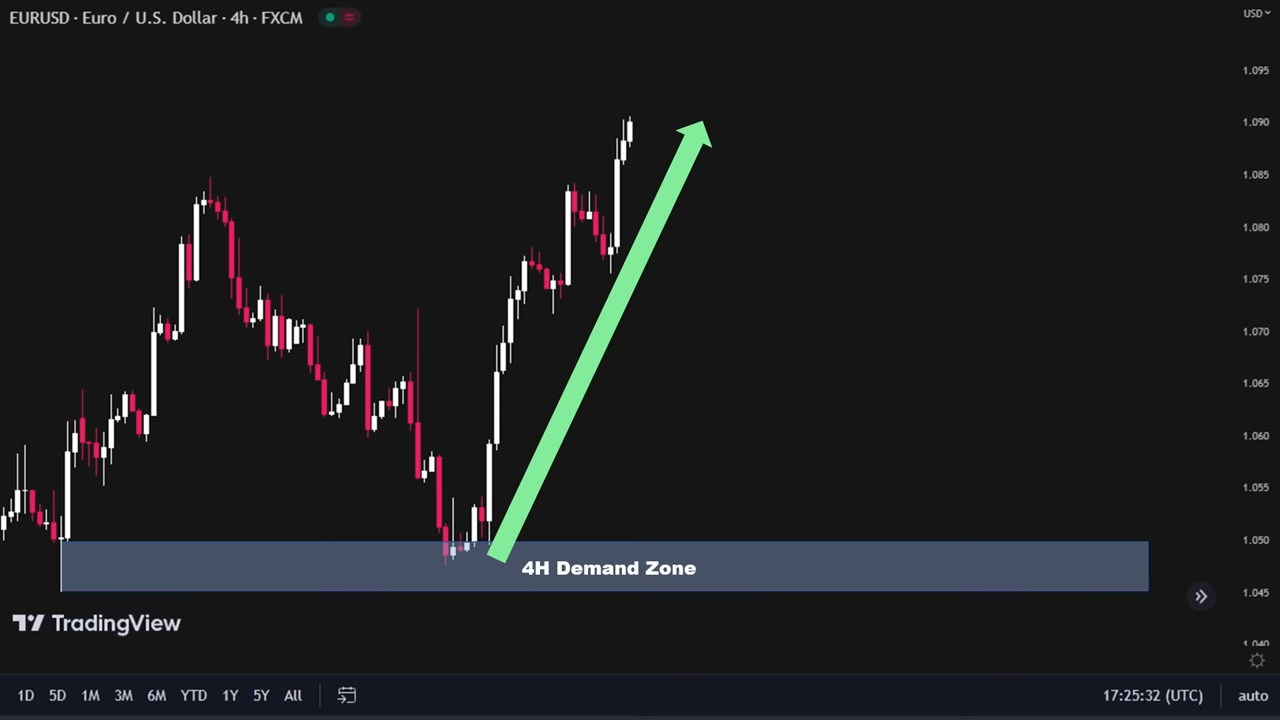 EURUSD · Euro / U.S. Dollar · 4h · FXCM
USD
1.095
1.090
1.085
1.080
1.075
1.070
1.065
1.060
1.055
1.050
1.045
1.040
4H Demand Zone
TradingView
1D 5D 1M 3M 6M YTD 1Y 5Y All
17:25:32 (UTC)
auto